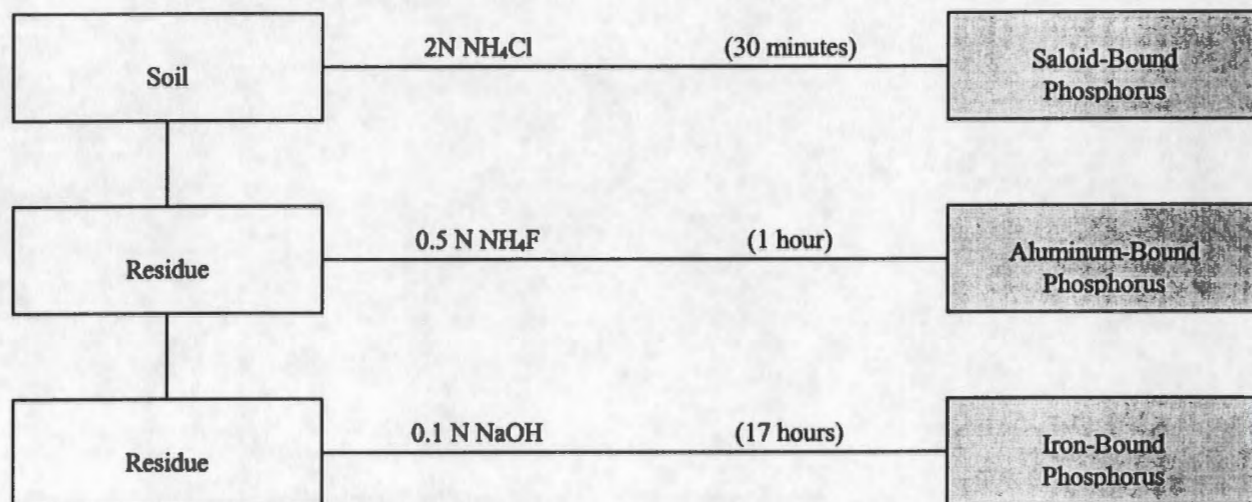 Soil
2N NH₄Cl
(30 minutes)
Saloid-Bound
Phosphorus
Residue
0.5 N NH₄F
(1 hour)
Aluminum-Bound
Phosphorus
Residue
0.1 N NaOH
(17 hours)
Iron-Bound
Phosphorus